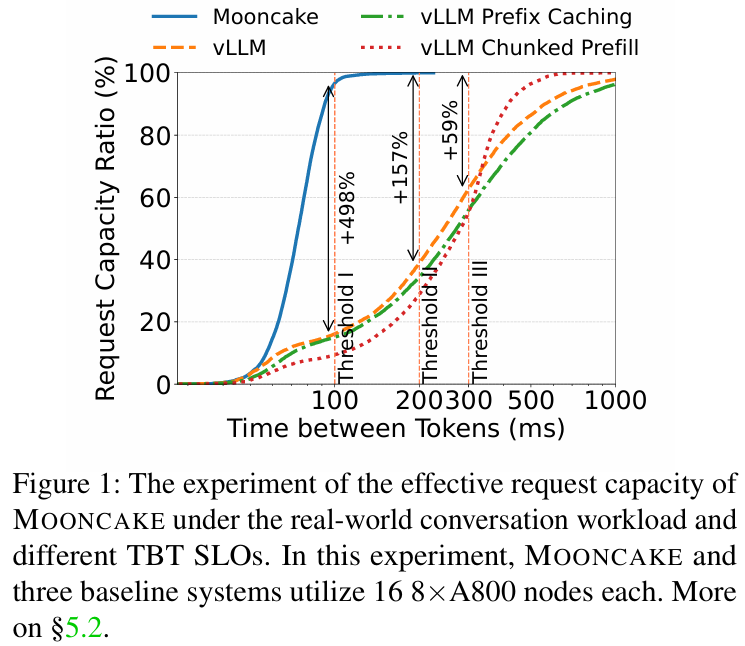 Mooncake
vLLM
vLLM Prefix Caching
vLLM Chunked Prefill
Request Capacity Ratio (%)
100
80
60
40
20
0
+498%
+157%
+59%
Threshold I
Threshold II
Threshold III
100 200 300 500 1000
Time between Tokens (ms)
Figure 1: The experiment of the effective request capacity of
MOONCAKE under the real-world conversation workload and
different TBT SLOs. In this experiment, MOONCAKE and
three baseline systems utilize 16 8×A800 nodes each. More
on §5.2.